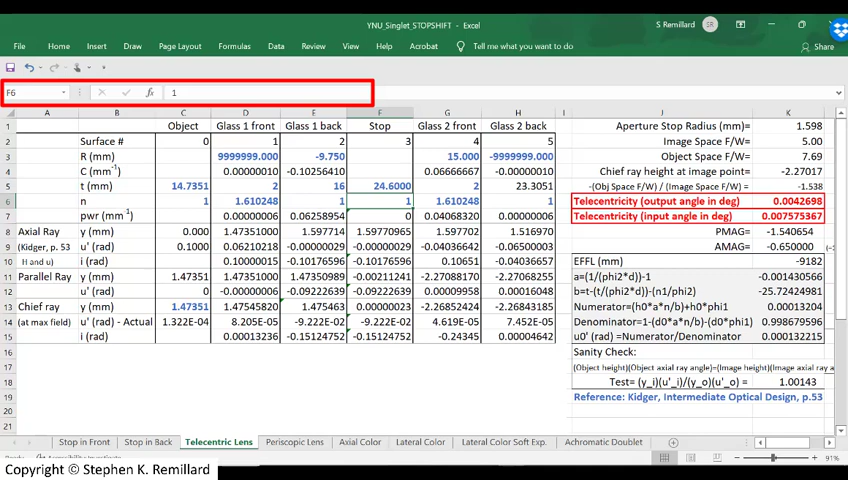 YNU_Singlet_STOPSHIFT - Excel
S Remillard SR
File Home Insert Draw Page Layout Formulas Data Review View Help Acrobat Tell me what you want to do Share
F6 fx 1
A B C D E F G H I J K
1 Object Glass 1 front Glass 1 back Stop Glass 2 front Glass 2 back Aperture Stop Radius (mm)= 1.598
2 Surface # 0 1 2 3 4 5 Image Space F/W= 5.00
3 R (mm) 9999999.000 -9.750 15.000 -9999999.000 Object Space F/W= 7.69
4 C (mm-1) 0.00000010 -0.10256410 0.06666667 -0.00000010 Chief ray height at image point= -2.27017
5 t (mm) 14.7351 2 16 24.6000 2 23.3051 -(Obj Space F/W) / (Image Space F/W) = -1.538
6 n 1 1.610248 1 1 1.610248 1 Telecentricity (output angle in deg) 0.0042698
7 pwr (mm-1) 0.00000006 0.06258954 0 0.04068320 0.00000006 Telecentricity (input angle in deg) 0.007575367
8 Axial Ray y (mm) 0.000 1.47351000 1.597714 1.59770965 1.597702 1.516970 PMAG= -1.540654
9 (Kidger, p. 53 u' (rad) 0.1000 0.06210218 -0.00000029 -0.00000029 -0.04036642 -0.06500003 AMAG= -0.650000
10 H and u) i (rad) 0.10000015 -0.10176596 -0.10176596 0.10651 -0.04036657 EFFL (mm)= -9182
11 Parallel Ray y (mm) 1.47351 1.47351000 1.47350989 -0.00211241 -2.27088170 -2.27068255 a=(1/(phi2*d))-1 -0.001430566
12 u' (rad) 0 -0.00000006 -0.09222639 -0.09222639 0.00009958 0.00016048 b=t-(t/(phi2*d))-(n1/phi2) -25.72424981
13 Chief ray y (mm) 1.47351 1.47545820 1.475463 0.00000023 -2.26852424 -2.26843185 Numerator=(h0*a*n/b)+h0*phi1 0.00013204
14 (at max field) u' (rad) - Actual 1.322E-04 8.205E-05 -9.222E-02 -9.222E-02 4.619E-05 7.452E-05 Denominator=1-(d0*a*n/b)-(d0*phi1) 0.998679596
15 i (rad) 0.00013236 -0.15124752 -0.15124752 -0.24345 0.00004642 u0' (rad) =Numerator/Denominator 0.000132215
16 Sanity Check:
17 (Object height)(Object axial ray angle)=(Image height)(Image axial ray a
18 Test= (y_i)(u'_i)/(y_o)(u'_o) = 1.00143
19 Reference: Kidger, Intermediate Optical Design, p.53
20
21
Stop in Front Stop in Back Telecentric Lens Periscopic Lens Axial Color Lateral Color Lateral Color Soft Exp. Achromatic Doublet
91%
Copyright © Stephen K. Remillard